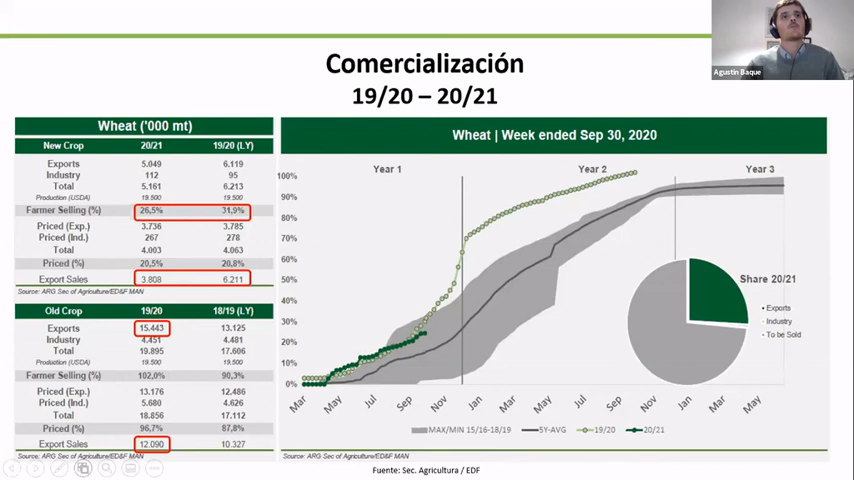 Agustin Baque
Comercialización
19/20 – 20/21
Wheat ('000 mt)
New Crop 20/21 19/20 (LY)
Exports 5.049 6.119
Industry 112 95
Total 5.161 6.213
Production (USDA) 19.500 19.500
Farmer Selling (%) 26,5% 31,9%
Priced (Exp.) 3.736 3.785
Priced (Ind.) 267 278
Total 4.003 4.063
Priced (%) 20,5% 20,8%
Export Sales 3.808 6.211
Source: ARG Sec of Agriculture/ED&F MAN
Old Crop 19/20 18/19 (LY)
Exports 15.443 13.125
Industry 4.451 4.481
Total 19.895 17.606
Production (USDA) 19.500 19.500
Farmer Selling (%) 102,0% 90,3%
Priced (Exp.) 13.176 12.486
Priced (Ind.) 5.680 4.626
Total 18.856 17.112
Priced (%) 96,7% 87,8%
Export Sales 12.090 10.327
Source: ARG Sec of Agriculture/ED&F MAN
Wheat | Week ended Sep 30, 2020
Year 1 Year 2 Year 3
100%
90%
80%
70%
60%
50%
40%
30%
20%
10%
0%
Mar May Jul Sep Nov Jan Mar May Jul Sep Nov Jan Mar May
Share 20/21
Exports
Industry
To be Sold
MAX/MIN 15/16-18/19 5Y-AVG 19/20 20/21
Source: ARG Sec of Agriculture/ED&F MAN
Fuente: Sec. Agricultura / EDF